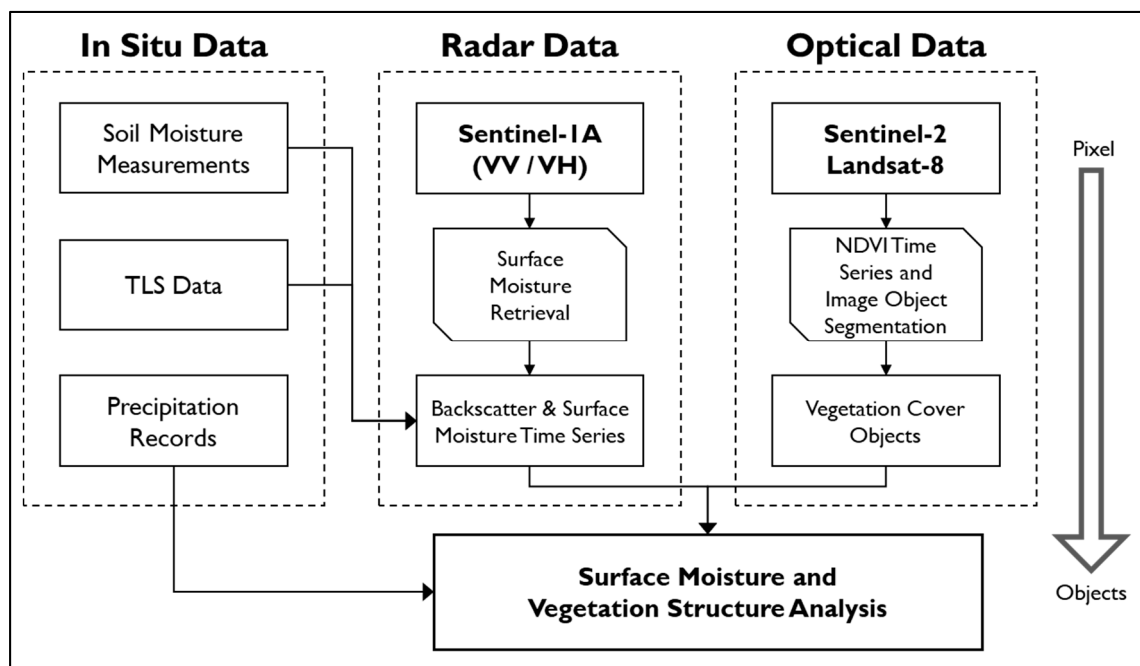 In Situ Data
Soil Moisture
Measurements
TLS Data
Precipitation
Records
Radar Data
Sentinel-1A
(VV / VH)
Surface
Moisture
Retrieval
Backscatter & Surface
Moisture Time Series
Optical Data
Sentinel-2
Landsat-8
NDVI Time
Series and
Image Object
Segmentation
Vegetation Cover
Objects
Pixel
Objects
Surface Moisture and
Vegetation Structure Analysis